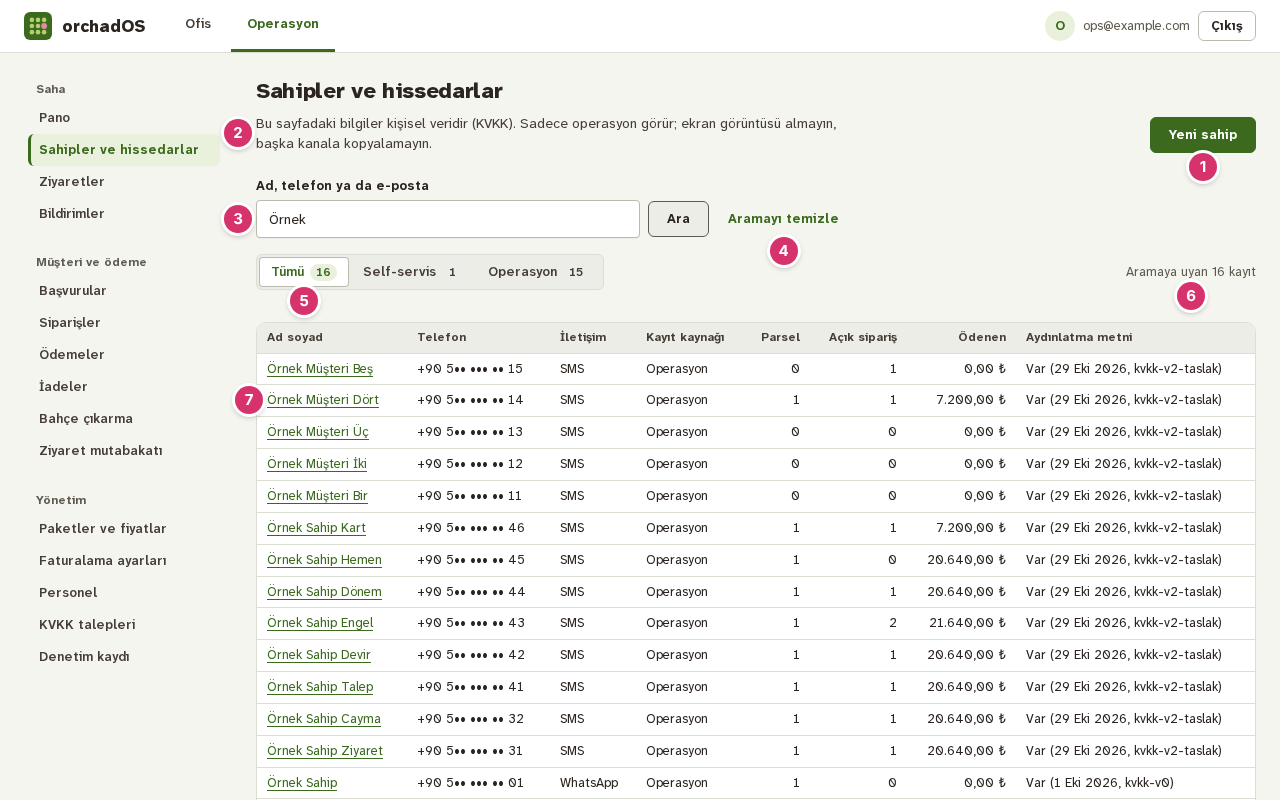 orchadOS
Ofis
Operasyon
O
ops@example.com
Çıkış
Saha
Pano
Sahipler ve hissedarlar
Ziyaretler
Bildirimler
Müşteri ve ödeme
Başvurular
Siparişler
Ödemeler
İadeler
Bahçe çıkarma
Ziyaret mutabakatı
Yönetim
Paketler ve fiyatlar
Faturalama ayarları
Personel
KVKK talepleri
Denetim kaydı
Sahipler ve hissedarlar
2
Bu sayfadaki bilgiler kişisel veridir (KVKK). Sadece operasyon görür; ekran görüntüsü almayın,
başka kanala kopyalamayın.
Yeni sahip
1
Ad, telefon ya da e-posta
3
Örnek
Ara
Aramayı temizle
4
Tümü 16
Self-servis 1
Operasyon 15
5
Aramaya uyan 16 kayıt
6
Ad soyad Telefon İletişim Kayıt kaynağı Parsel Açık sipariş Ödenen Aydınlatma metni
Örnek Müşteri Beş +90 5•• ••• •• 15 SMS Operasyon 0 1 0,00 ₺ Var (29 Eki 2026, kvkk-v2-taslak)
7
Örnek Müşteri Dört +90 5•• ••• •• 14 SMS Operasyon 1 1 7.200,00 ₺ Var (29 Eki 2026, kvkk-v2-taslak)
Örnek Müşteri Üç +90 5•• ••• •• 13 SMS Operasyon 0 0 0,00 ₺ Var (29 Eki 2026, kvkk-v2-taslak)
Örnek Müşteri İki +90 5•• ••• •• 12 SMS Operasyon 0 0 0,00 ₺ Var (29 Eki 2026, kvkk-v2-taslak)
Örnek Müşteri Bir +90 5•• ••• •• 11 SMS Operasyon 0 0 0,00 ₺ Var (29 Eki 2026, kvkk-v2-taslak)
Örnek Sahip Kart +90 5•• ••• •• 46 SMS Operasyon 1 1 7.200,00 ₺ Var (29 Eki 2026, kvkk-v2-taslak)
Örnek Sahip Hemen +90 5•• ••• •• 45 SMS Operasyon 1 0 20.640,00 ₺ Var (29 Eki 2026, kvkk-v2-taslak)
Örnek Sahip Dönem +90 5•• ••• •• 44 SMS Operasyon 1 1 20.640,00 ₺ Var (29 Eki 2026, kvkk-v2-taslak)
Örnek Sahip Engel +90 5•• ••• •• 43 SMS Operasyon 1 2 21.640,00 ₺ Var (29 Eki 2026, kvkk-v2-taslak)
Örnek Sahip Devir +90 5•• ••• •• 42 SMS Operasyon 1 1 20.640,00 ₺ Var (29 Eki 2026, kvkk-v2-taslak)
Örnek Sahip Talep +90 5•• ••• •• 41 SMS Operasyon 1 1 20.640,00 ₺ Var (29 Eki 2026, kvkk-v2-taslak)
Örnek Sahip Cayma +90 5•• ••• •• 32 SMS Operasyon 1 1 20.640,00 ₺ Var (29 Eki 2026, kvkk-v2-taslak)
Örnek Sahip Ziyaret +90 5•• ••• •• 31 SMS Operasyon 1 1 20.640,00 ₺ Var (29 Eki 2026, kvkk-v2-taslak)
Örnek Sahip +90 5•• ••• •• 01 WhatsApp Operasyon 1 0 0,00 ₺ Var (1 Eki 2026, kvkk-v0)